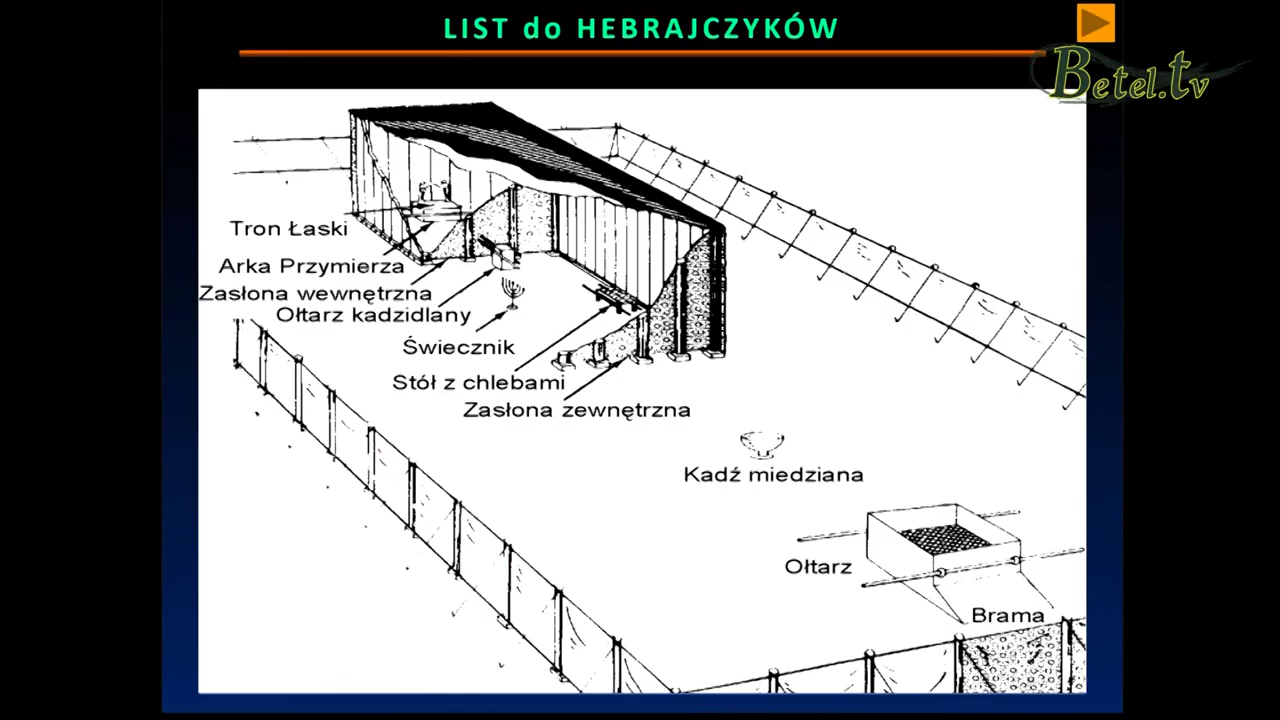 LIST do HEBRAJCZYKÓW
Betel.tv
Tron Łaski
Arka Przymierza
Zasłona wewnętrzna
Ołtarz kadzidlany
Świecznik
Stół z chlebami
Zasłona zewnętrzna
Kadź miedziana
Ołtarz
Brama